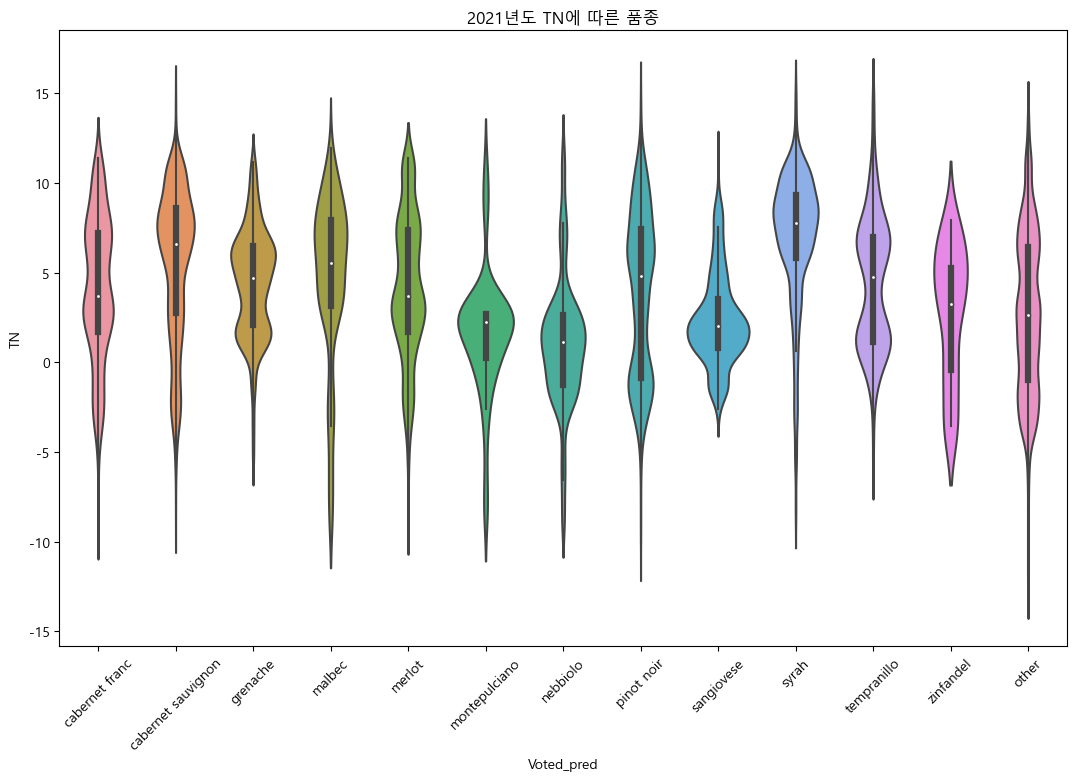 2021년도 TN에 따른 품종
TN
15
10
5
0
-5
-10
-15
cabernet franc
cabernet sauvignon
grenache
malbec
merlot
montepulciano
nebbiolo
pinot noir
sangiovese
syrah
tempranillo
zinfandel
other
Voted_pred